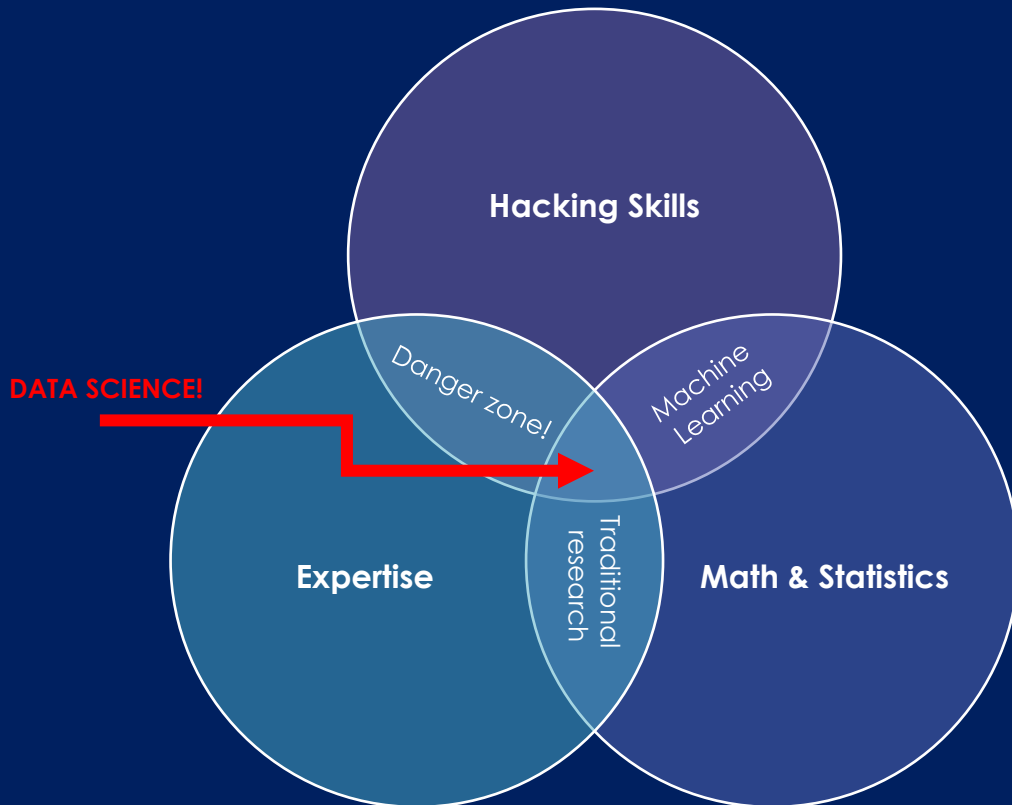 Hacking Skills
DATA SCIENCE!
Danger zone!
Machine
Learning
Traditional
research
Expertise
Math & Statistics